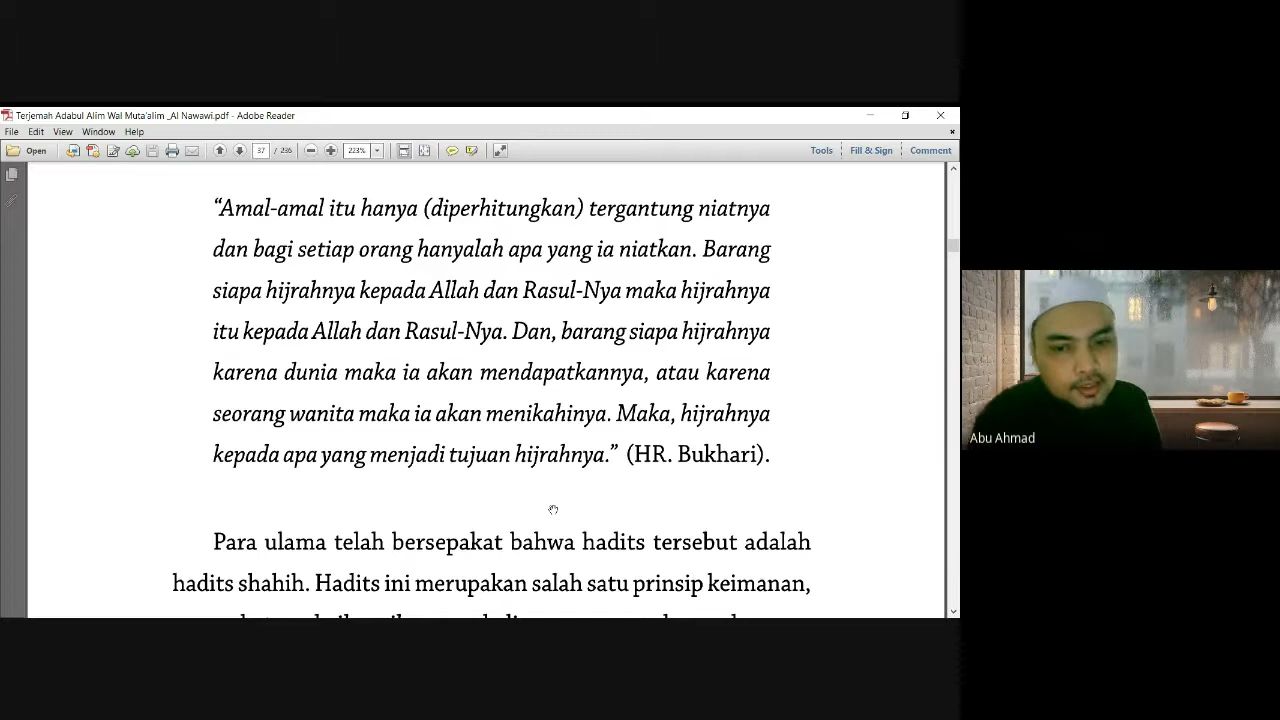 Terjemah Adabul Alim Wal Muta'alim _Al Nawawi.pdf - Adobe Reader
File Edit View Window Help
Open 37 / 236 223% Tools Fill & Sign Comment
“Amal-amal itu hanya (diperhitungkan) tergantung niatnya
dan bagi setiap orang hanyalah apa yang ia niatkan. Barang
siapa hijrahnya kepada Allah dan Rasul-Nya maka hijrahnya
itu kepada Allah dan Rasul-Nya. Dan, barang siapa hijrahnya
karena dunia maka ia akan mendapatkannya, atau karena
seorang wanita maka ia akan menikahinya. Maka, hijrahnya
kepada apa yang menjadi tujuan hijrahnya.” (HR. Bukhari).
Para ulama telah bersepakat bahwa hadits tersebut adalah
hadits shahih. Hadits ini merupakan salah satu prinsip keimanan,
Abu Ahmad